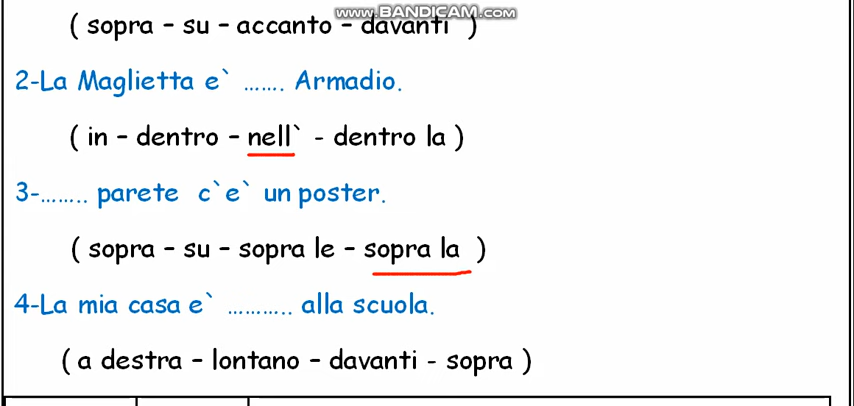 www.BANDICAM.com
( sopra – su – accanto – davanti )
2-La Maglietta e` ....... Armadio.
( in – dentro – nell` - dentro la )
3-........ parete c`e` un poster.
( sopra – su – sopra le – sopra la )
4-La mia casa e` ........... alla scuola.
( a destra – lontano – davanti - sopra )